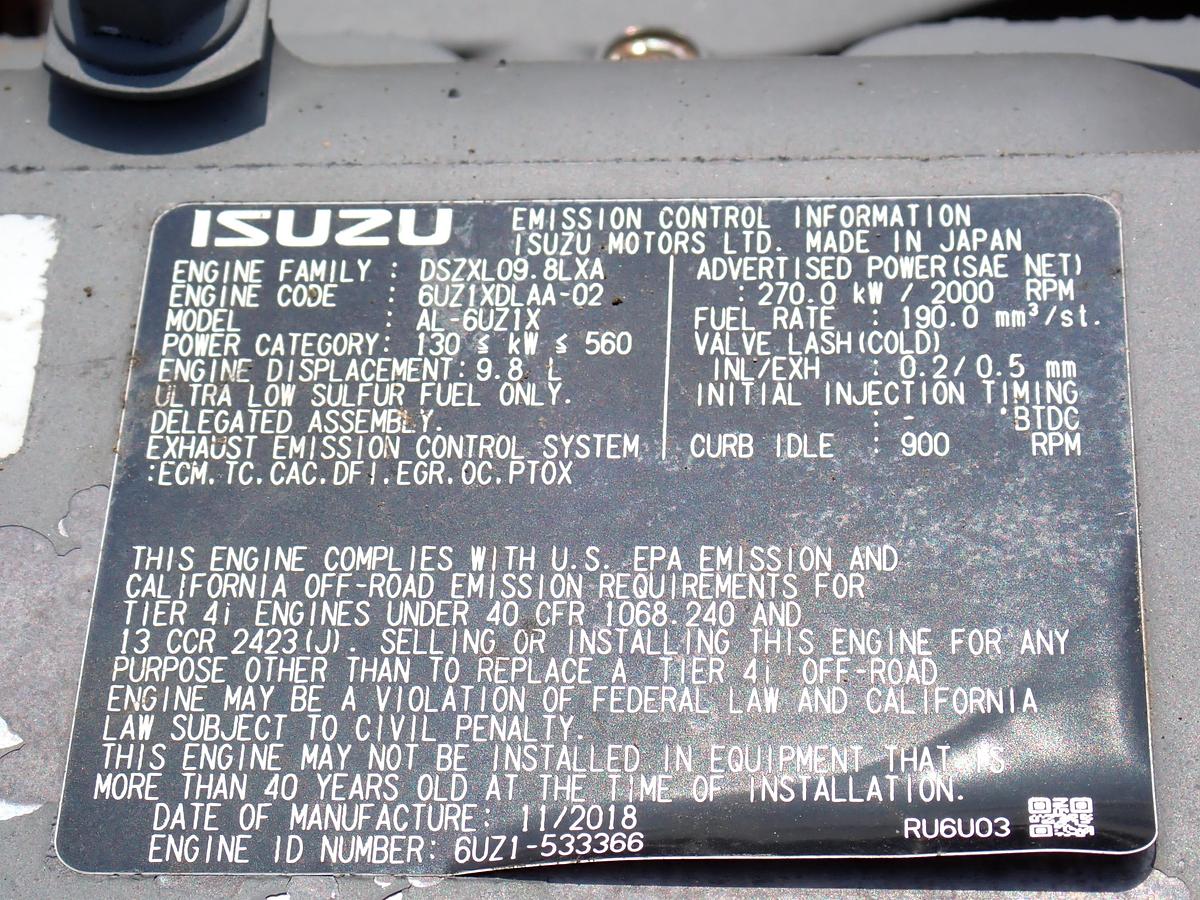 ISUZU
EMISSION CONTROL INFORMATION
ISUZU MOTORS LTD. MADE IN JAPAN
ENGINE FAMILY : DSZXL09.8LXA
ENGINE CODE : 6UZ1XDLAA-02
MODEL : AL-6UZ1X
POWER CATEGORY: 130 ≤ kW ≤ 560
ENGINE DISPLACEMENT: 9.8 L
ULTRA LOW SULFUR FUEL ONLY.
DELEGATED ASSEMBLY.
EXHAUST EMISSION CONTROL SYSTEM
:ECM.TC.CAC.DFI.EGR.OC.PTOX
ADVERTISED POWER(SAE NET)
: 270.0 kW / 2000 RPM
FUEL RATE : 190.0 mm³/st.
VALVE LASH(COLD)
INL/EXH : 0.2/0.5 mm
INITIAL INJECTION TIMING
: - °BTDC
CURB IDLE : 900 RPM
THIS ENGINE COMPLIES WITH U.S. EPA EMISSION AND
CALIFORNIA OFF-ROAD EMISSION REQUIREMENTS FOR
TIER 4i ENGINES UNDER 40 CFR 1068.240 AND
13 CCR 2423(J). SELLING OR INSTALLING THIS ENGINE FOR ANY
PURPOSE OTHER THAN TO REPLACE A TIER 4i OFF-ROAD
ENGINE MAY BE A VIOLATION OF FEDERAL LAW AND CALIFORNIA
LAW SUBJECT TO CIVIL PENALTY.
THIS ENGINE MAY NOT BE INSTALLED IN EQUIPMENT THAT IS
MORE THAN 40 YEARS OLD AT THE TIME OF INSTALLATION.
DATE OF MANUFACTURE: 11/2018
ENGINE ID NUMBER: 6UZ1-533366
RU6U03